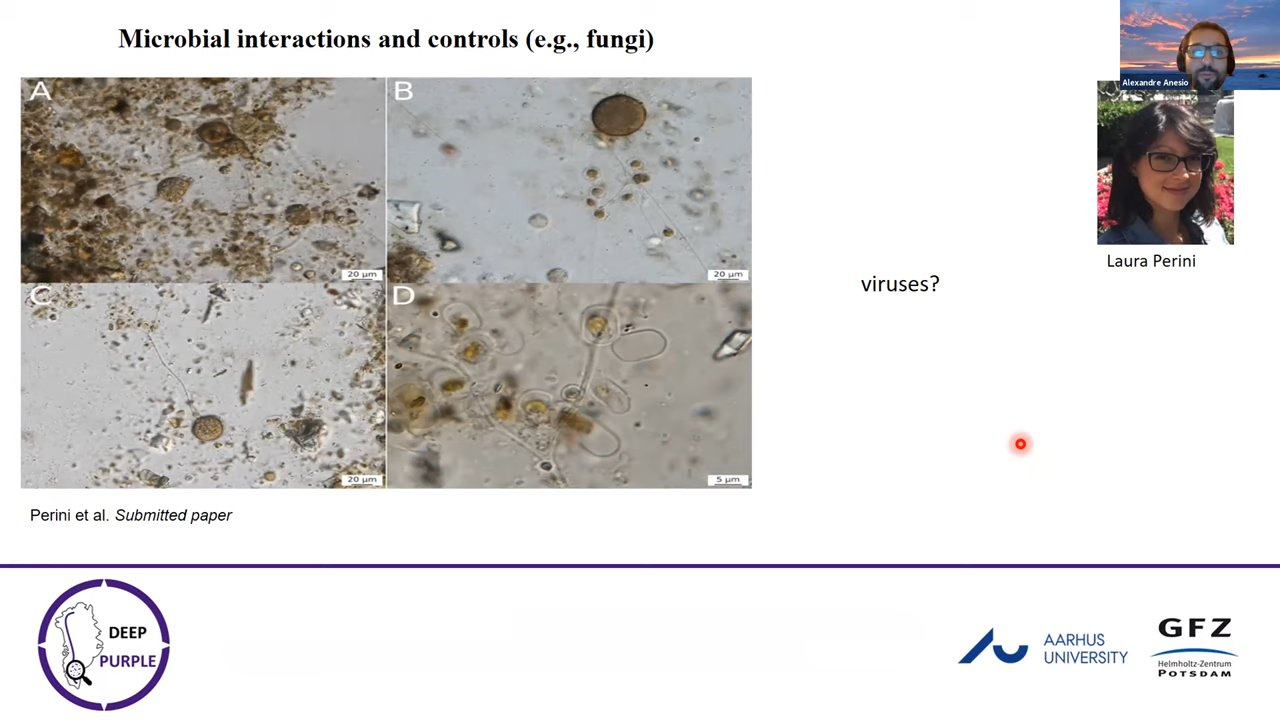 Microbial interactions and controls (e.g., fungi)
Alexandre Anesio
A
B
20 µm
20 µm
C
D
20 µm
5 µm
Laura Perini
viruses?
Perini et al. Submitted paper
DEEP
PURPLE
AARHUS
UNIVERSITY
GFZ
Helmholtz-Zentrum
POTSDAM